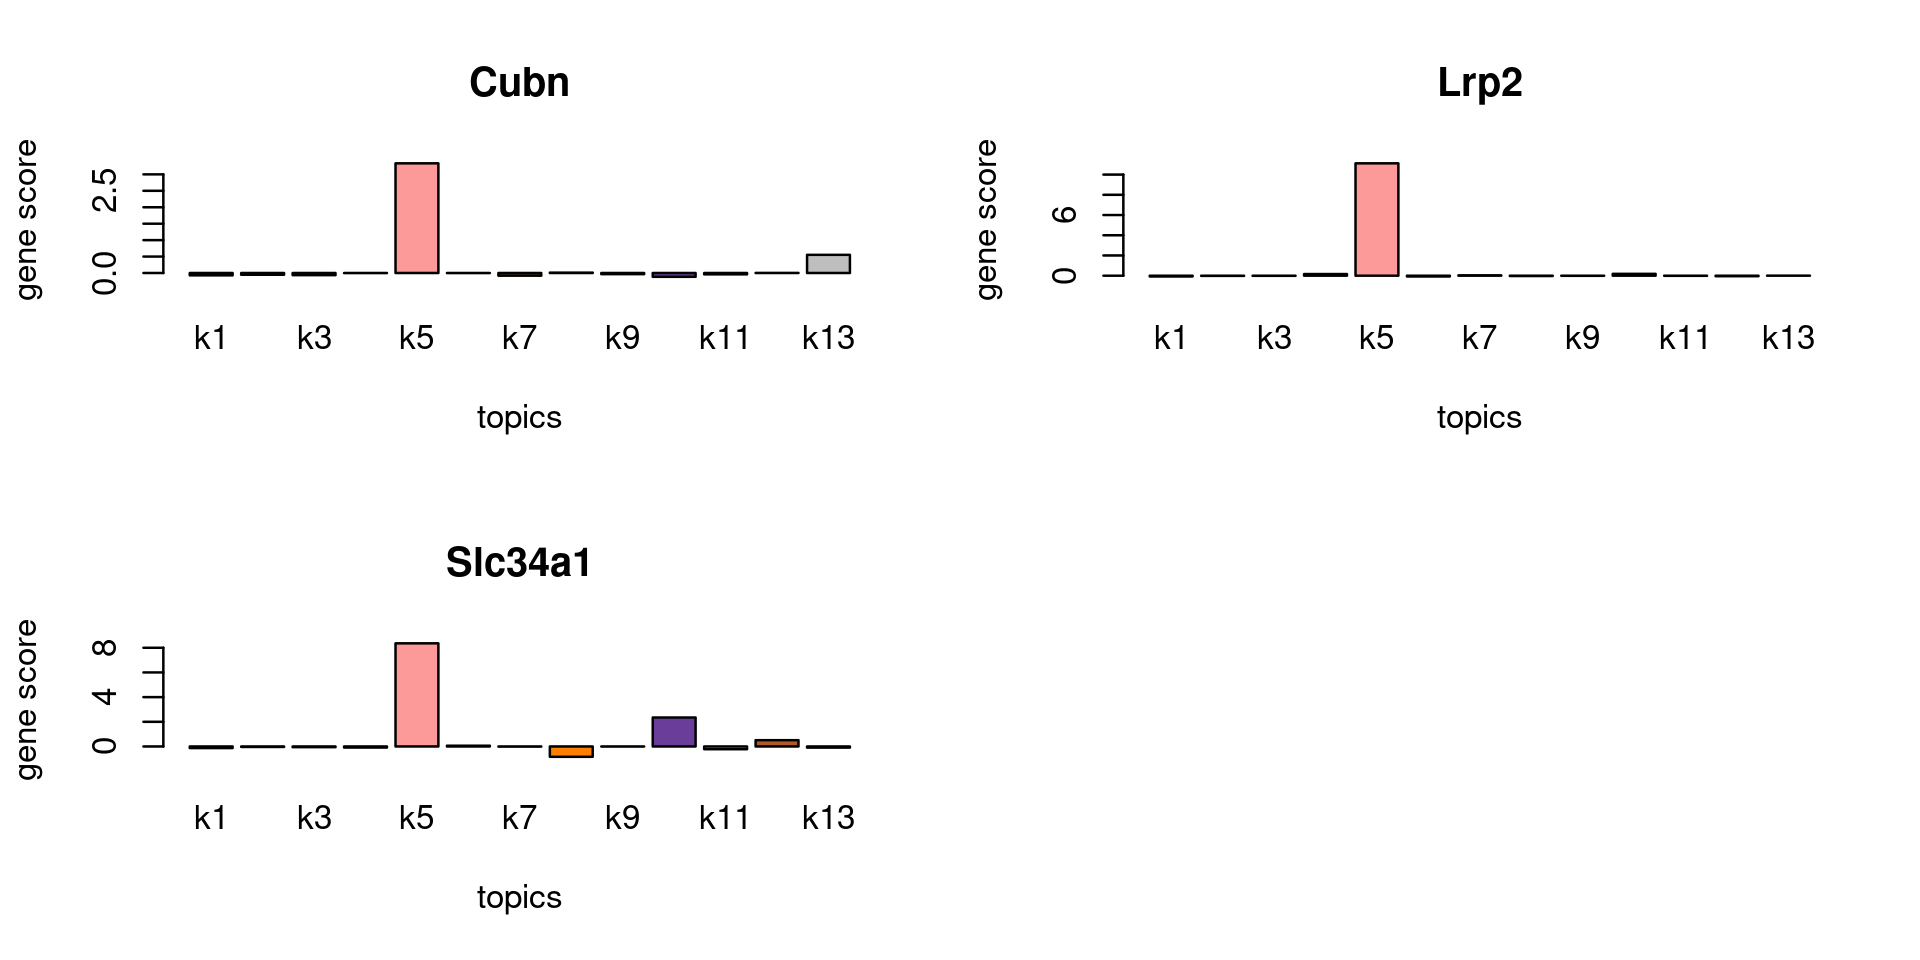 Cubn
gene score
2.5
0.0
k1 k3 k5 k7 k9 k11 k13
topics
Lrp2
gene score
6
0
k1 k3 k5 k7 k9 k11 k13
topics
Slc34a1
gene score
8
4
0
k1 k3 k5 k7 k9 k11 k13
topics